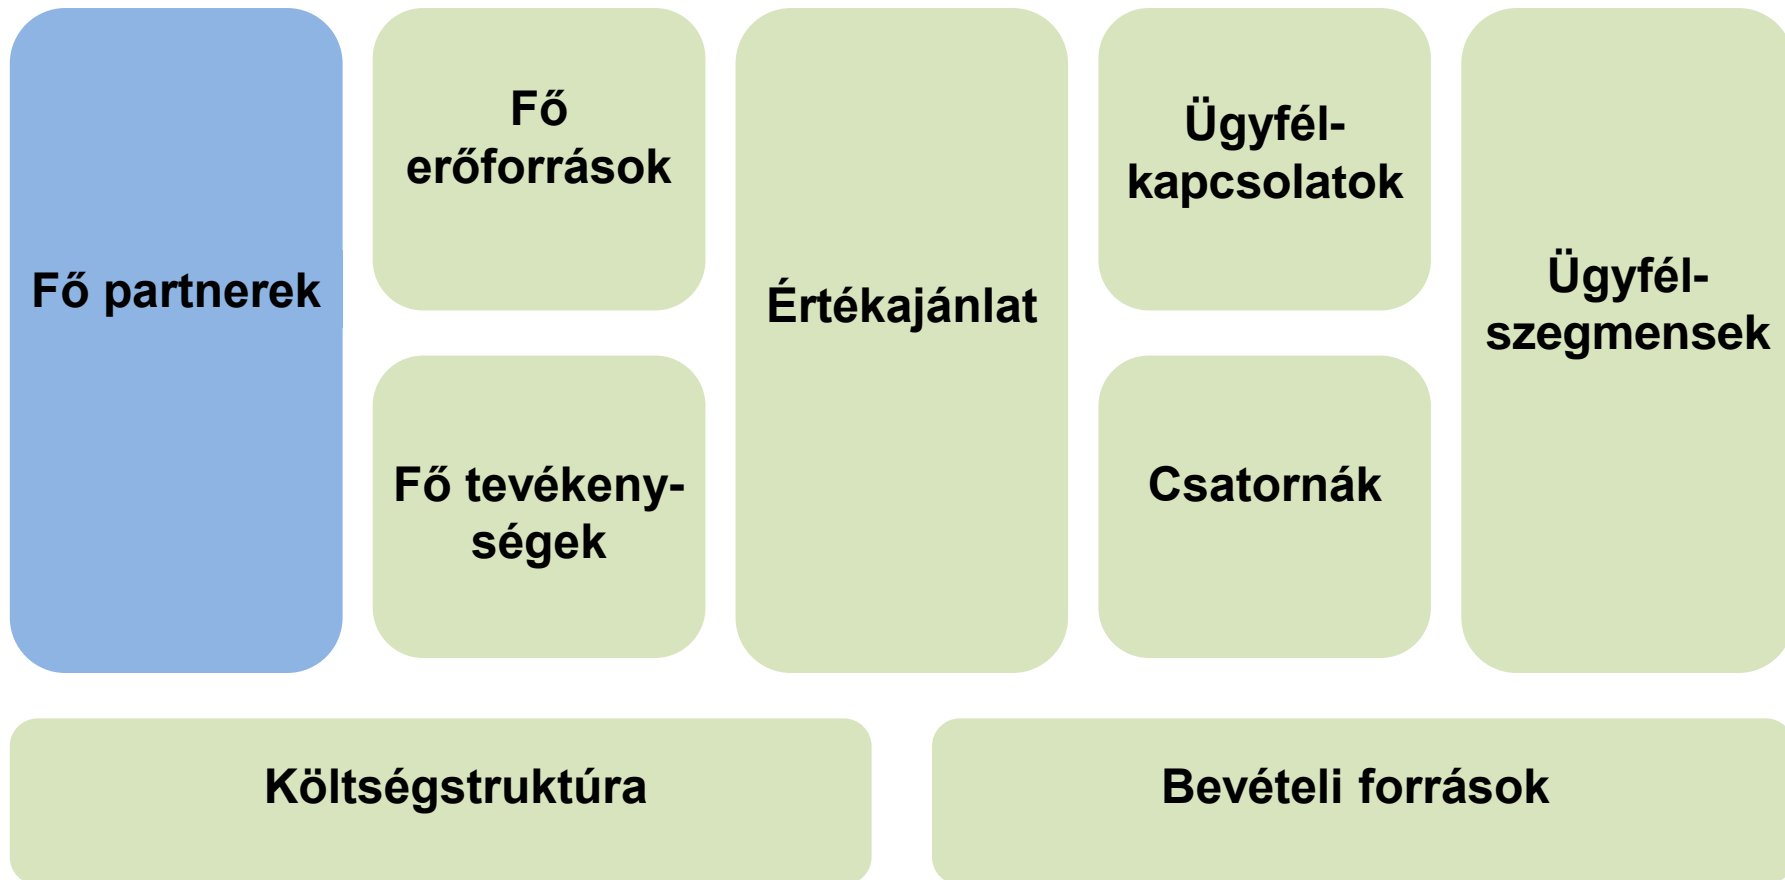 Fő partnerek
Fő
erőforrások
Fő tevékeny-
ségek
Értékajánlat
Ügyfél-
kapcsolatok
Csatornák
Ügyfél-
szegmensek
Költségstruktúra
Bevételi források